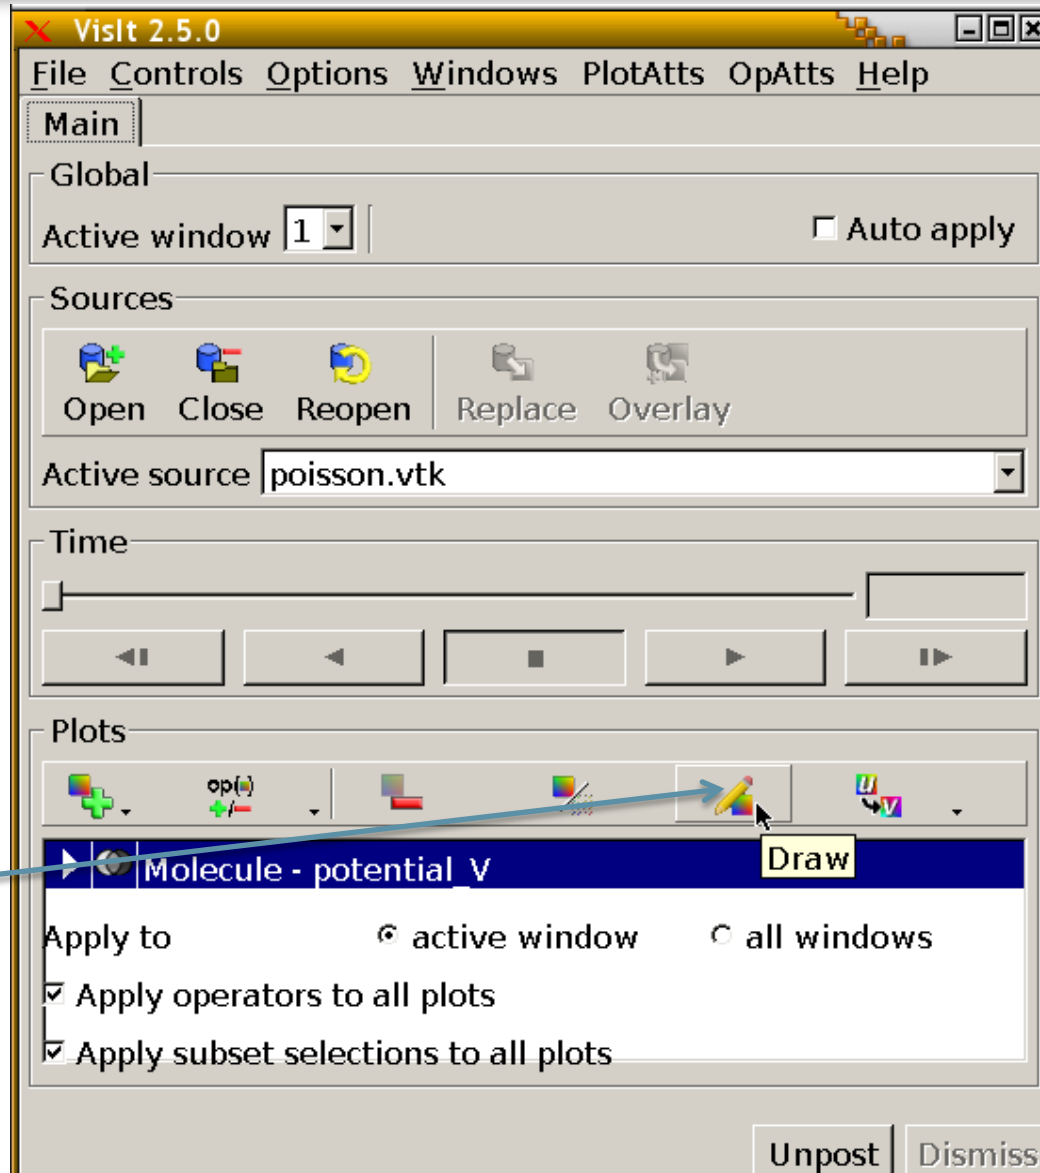 VisIt 2.5.0
File Controls Options Windows PlotAtts OpAtts Help
Main
Global
Active window 1 Auto apply
Sources
Open Close Reopen Replace Overlay
Active source poisson.vtk
Time
Plots
op( ) +/-
u v
Draw
Molecule - potential_V
Apply to active window all windows
Apply operators to all plots
Apply subset selections to all plots
Unpost Dismiss